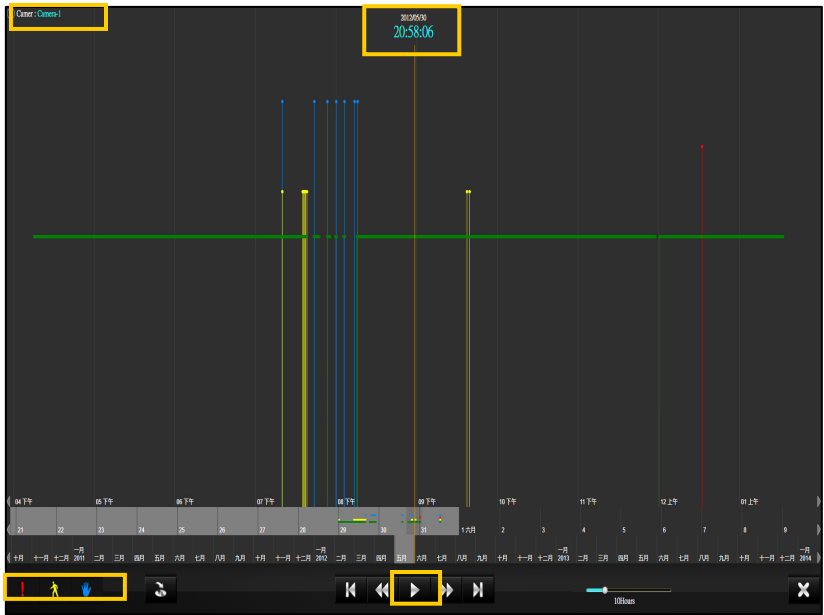 Camer : Camera-1
2012/05/30
20:58:06
04 下午 05 下午 06 下午 07 下午 08 下午 09 下午 10 下午 11 下午 12 上午 01 上午
21 22 23 24 25 26 27 28 29 30 31 1 六月 2 3 4 5 6 7 8 9
十月 十一月 十二月 一月 2011 二月 三月 四月 五月 六月 七月 八月 九月 十月 十一月 十二月 一月 2012 二月 三月 四月 五月 六月 七月 八月 九月 十月 十一月 十二月 一月 2013 二月 三月 四月 五月 六月 七月 八月 九月 十月 十一月 十二月 一月 2014
10Hours